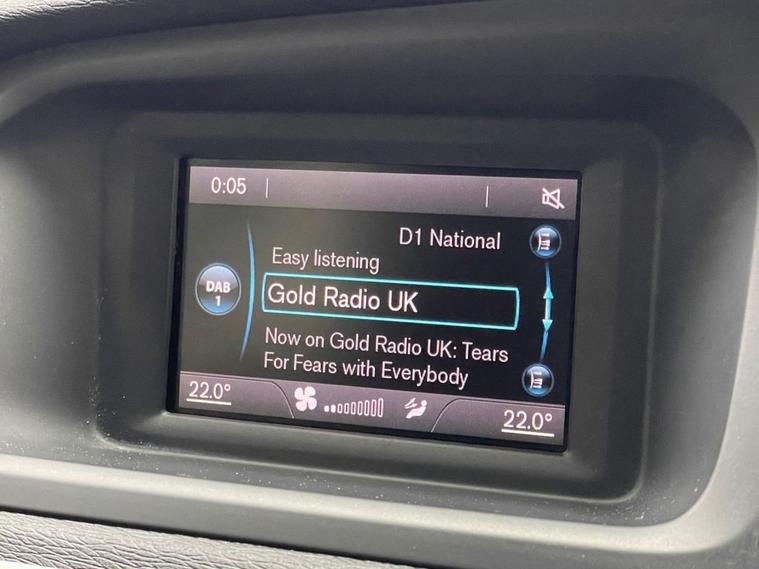 0:05
D1 National
Easy listening
DAB
1
Gold Radio UK
Now on Gold Radio UK: Tears
For Fears with Everybody
22.0°
22.0°